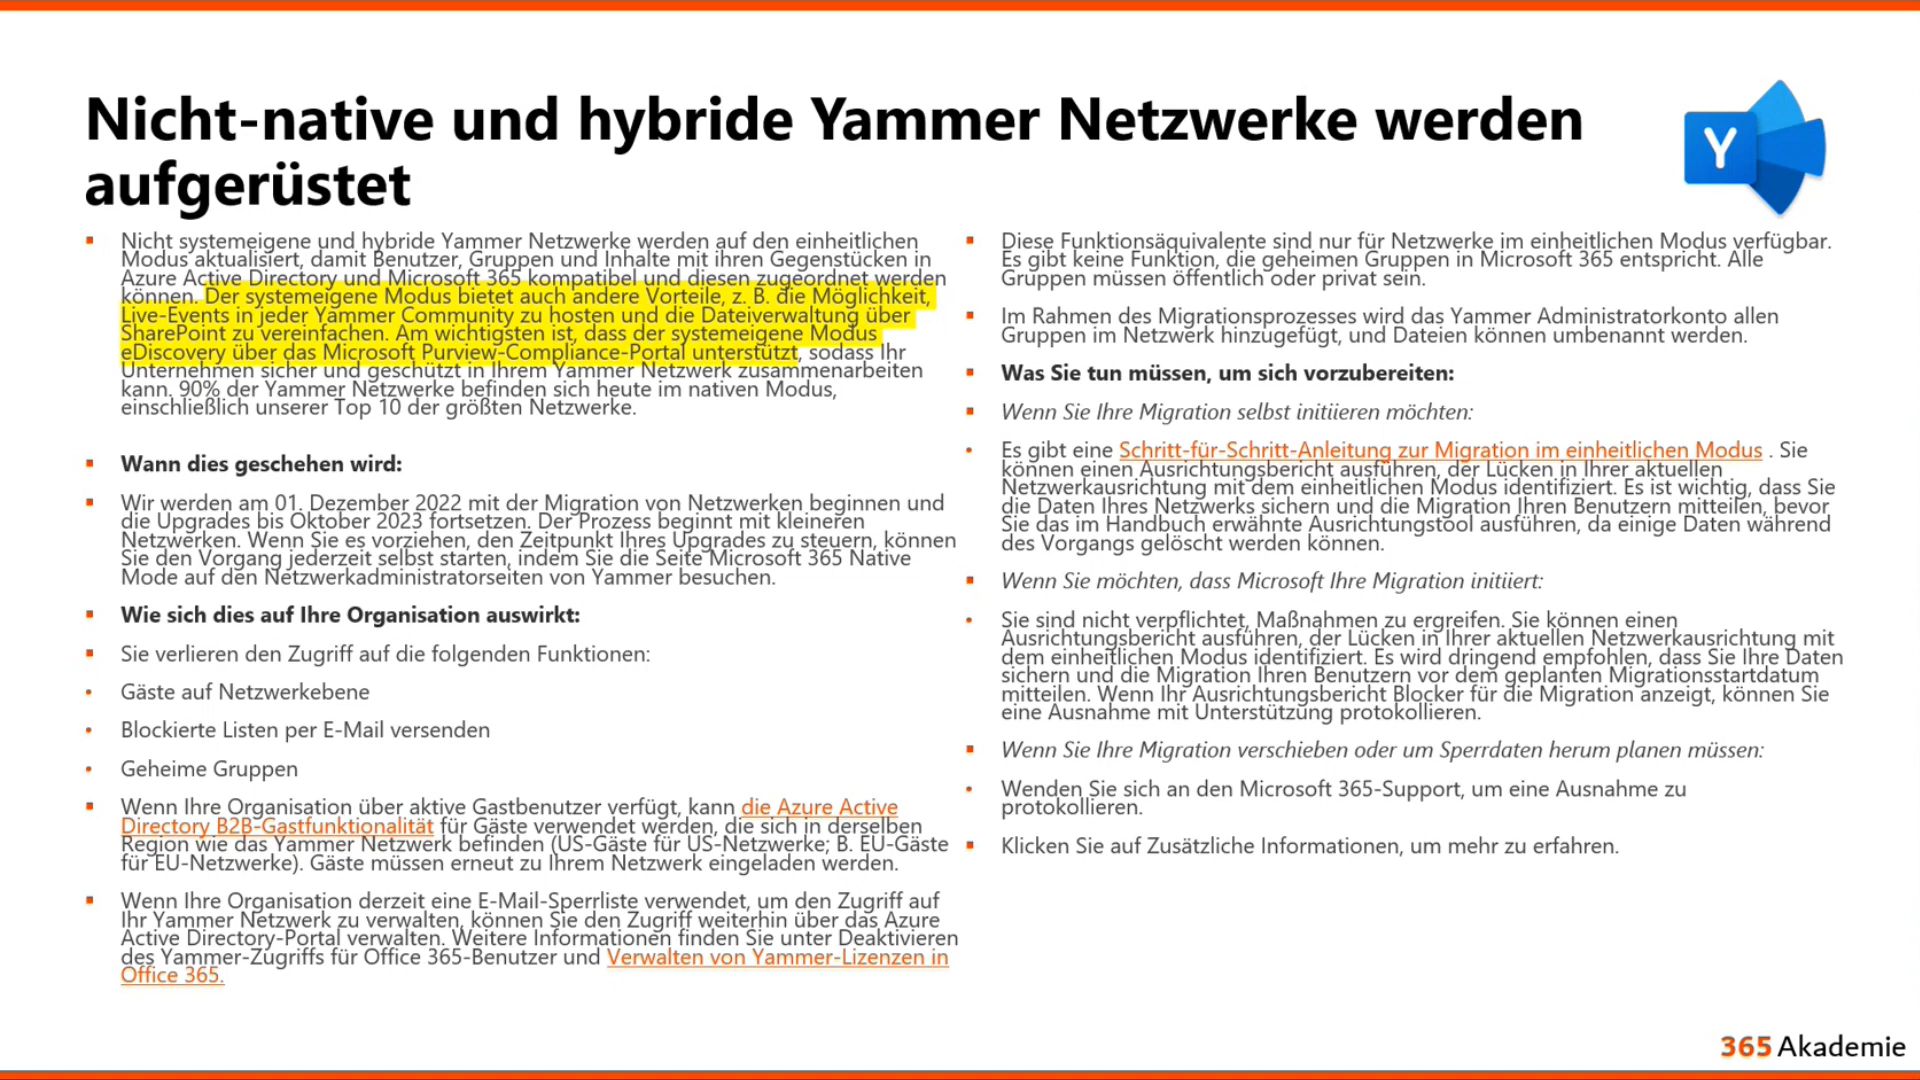 Nicht-native und hybride Yammer Netzwerke werden
aufgerüstet
Y
▪ Nicht systemeigene und hybride Yammer Netzwerke werden auf den einheitlichen
Modus aktualisiert, damit Benutzer, Gruppen und Inhalte mit ihren Gegenstücken in
Azure Active Directory und Microsoft 365 kompatibel und diesen zugeordnet werden
können. Der systemeigene Modus bietet auch andere Vorteile, z. B. die Möglichkeit,
Live-Events in jeder Yammer Community zu hosten und die Dateiverwaltung über
SharePoint zu vereinfachen. Am wichtigsten ist, dass der systemeigene Modus
eDiscovery über das Microsoft Purview-Compliance-Portal unterstützt, sodass Ihr
Unternehmen sicher und geschützt in Ihrem Yammer Netzwerk zusammenarbeiten
kann. 90% der Yammer Netzwerke befinden sich heute im nativen Modus,
einschließlich unserer Top 10 der größten Netzwerke.
▪ Wann dies geschehen wird:
▪ Wir werden am 01. Dezember 2022 mit der Migration von Netzwerken beginnen und
die Upgrades bis Oktober 2023 fortsetzen. Der Prozess beginnt mit kleineren
Netzwerken. Wenn Sie es vorziehen, den Zeitpunkt Ihres Upgrades zu steuern, können
Sie den Vorgang jederzeit selbst starten, indem Sie die Seite Microsoft 365 Native
Mode auf den Netzwerkadministratorseiten von Yammer besuchen.
▪ Wie sich dies auf Ihre Organisation auswirkt:
▪ Sie verlieren den Zugriff auf die folgenden Funktionen:
• Gäste auf Netzwerkebene
• Blockierte Listen per E-Mail versenden
• Geheime Gruppen
▪ Wenn Ihre Organisation über aktive Gastbenutzer verfügt, kann die Azure Active
Directory B2B-Gastfunktionalität für Gäste verwendet werden, die sich in derselben
Region wie das Yammer Netzwerk befinden (US-Gäste für US-Netzwerke; B. EU-Gäste
für EU-Netzwerke). Gäste müssen erneut zu Ihrem Netzwerk eingeladen werden.
▪ Wenn Ihre Organisation derzeit eine E-Mail-Sperrliste verwendet, um den Zugriff auf
Ihr Yammer Netzwerk zu verwalten, können Sie den Zugriff weiterhin über das Azure
Active Directory-Portal verwalten. Weitere Informationen finden Sie unter Deaktivieren
des Yammer-Zugriffs für Office 365-Benutzer und Verwalten von Yammer-Lizenzen in
Office 365.
▪ Diese Funktionsäquivalente sind nur für Netzwerke im einheitlichen Modus verfügbar.
Es gibt keine Funktion, die geheimen Gruppen in Microsoft 365 entspricht. Alle
Gruppen müssen öffentlich oder privat sein.
▪ Im Rahmen des Migrationsprozesses wird das Yammer Administratorkonto allen
Gruppen im Netzwerk hinzugefügt, und Dateien können umbenannt werden.
▪ Was Sie tun müssen, um sich vorzubereiten:
▪ Wenn Sie Ihre Migration selbst initiieren möchten:
• Es gibt eine Schritt-für-Schritt-Anleitung zur Migration im einheitlichen Modus . Sie
können einen Ausrichtungsbericht ausführen, der Lücken in Ihrer aktuellen
Netzwerkausrichtung mit dem einheitlichen Modus identifiziert. Es ist wichtig, dass Sie
die Daten Ihres Netzwerks sichern und die Migration Ihren Benutzern mitteilen, bevor
Sie das im Handbuch erwähnte Ausrichtungstool ausführen, da einige Daten während
des Vorgangs gelöscht werden können.
▪ Wenn Sie möchten, dass Microsoft Ihre Migration initiiert:
• Sie sind nicht verpflichtet, Maßnahmen zu ergreifen. Sie können einen
Ausrichtungsbericht ausführen, der Lücken in Ihrer aktuellen Netzwerkausrichtung mit
dem einheitlichen Modus identifiziert. Es wird dringend empfohlen, dass Sie Ihre Daten
sichern und die Migration Ihren Benutzern vor dem geplanten Migrationsstartdatum
mitteilen. Wenn Ihr Ausrichtungsbericht Blocker für die Migration anzeigt, können Sie
eine Ausnahme mit Unterstützung protokollieren.
▪ Wenn Sie Ihre Migration verschieben oder um Sperrdaten herum planen müssen:
• Wenden Sie sich an den Microsoft 365-Support, um eine Ausnahme zu
protokollieren.
▪ Klicken Sie auf Zusätzliche Informationen, um mehr zu erfahren.
365 Akademie